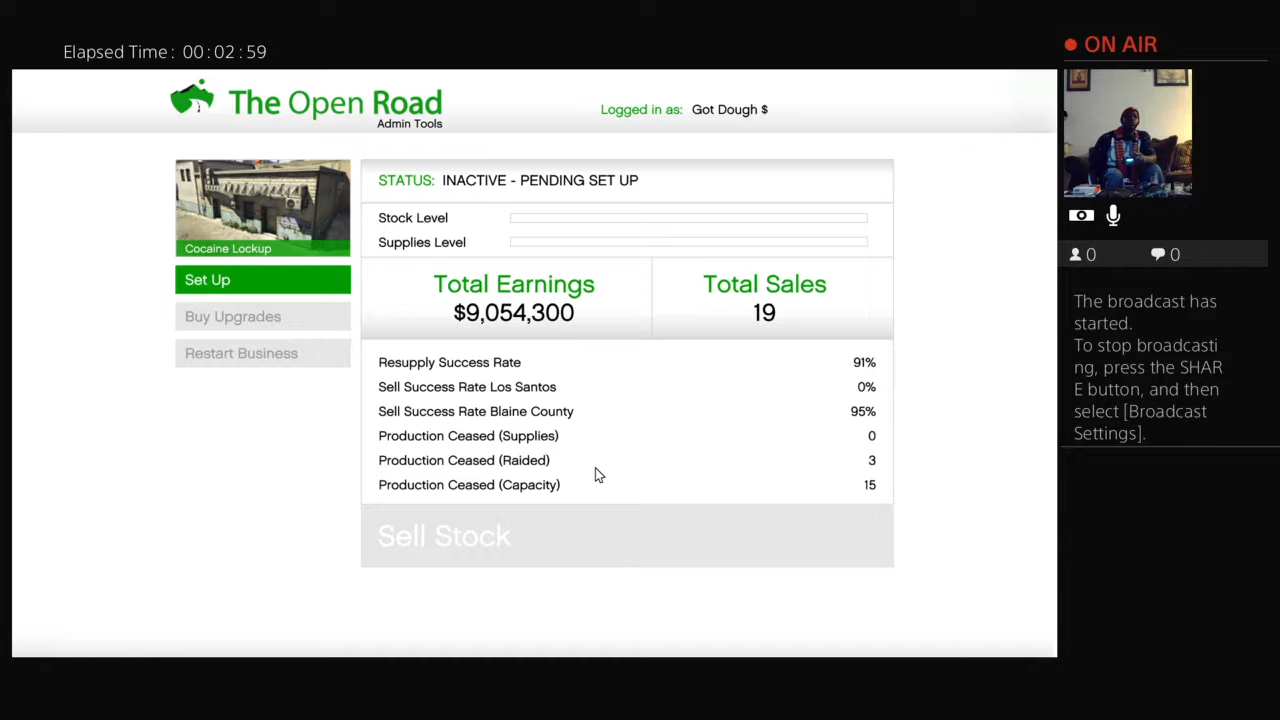 Elapsed Time: 00:02:59
ON AIR
The Open Road
Admin Tools
Logged in as: Got Dough $
Cocaine Lockup
Set Up
Buy Upgrades
Restart Business
STATUS: INACTIVE - PENDING SET UP
Stock Level
Supplies Level
Total Earnings
$9,054,300
Total Sales
19
Resupply Success Rate 91%
Sell Success Rate Los Santos 0%
Sell Success Rate Blaine County 95%
Production Ceased (Supplies) 0
Production Ceased (Raided) 3
Production Ceased (Capacity) 15
Sell Stock
0 0
The broadcast has
started.
To stop broadcasti
ng, press the SHAR
E button, and then
select [Broadcast
Settings].